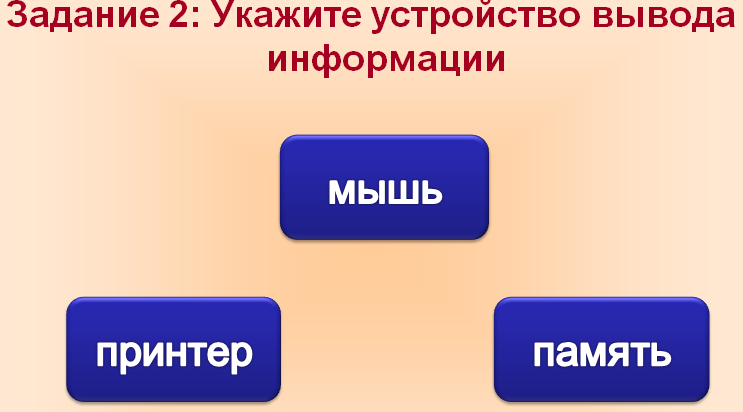 Задание 2: Укажите устройство вывода
информации
мышь
принтер
память